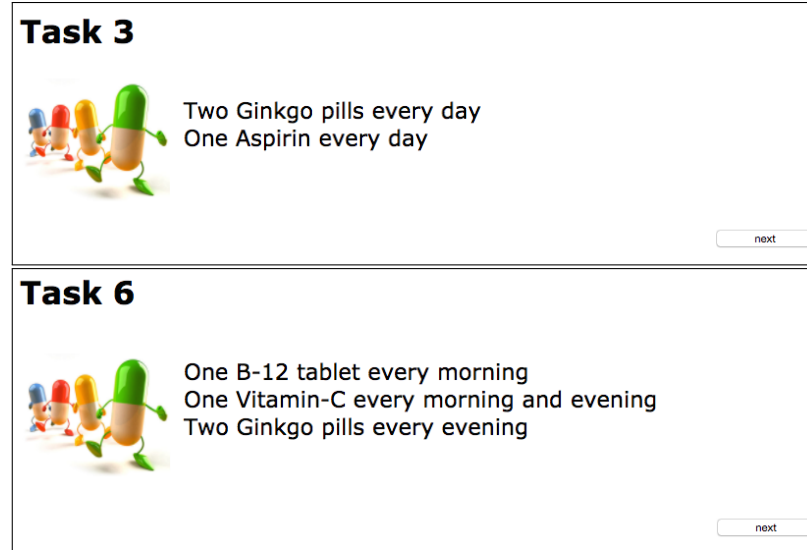 Task 3
Two Ginkgo pills every day
One Aspirin every day
next
Task 6
One B-12 tablet every morning
One Vitamin-C every morning and evening
Two Ginkgo pills every evening
next